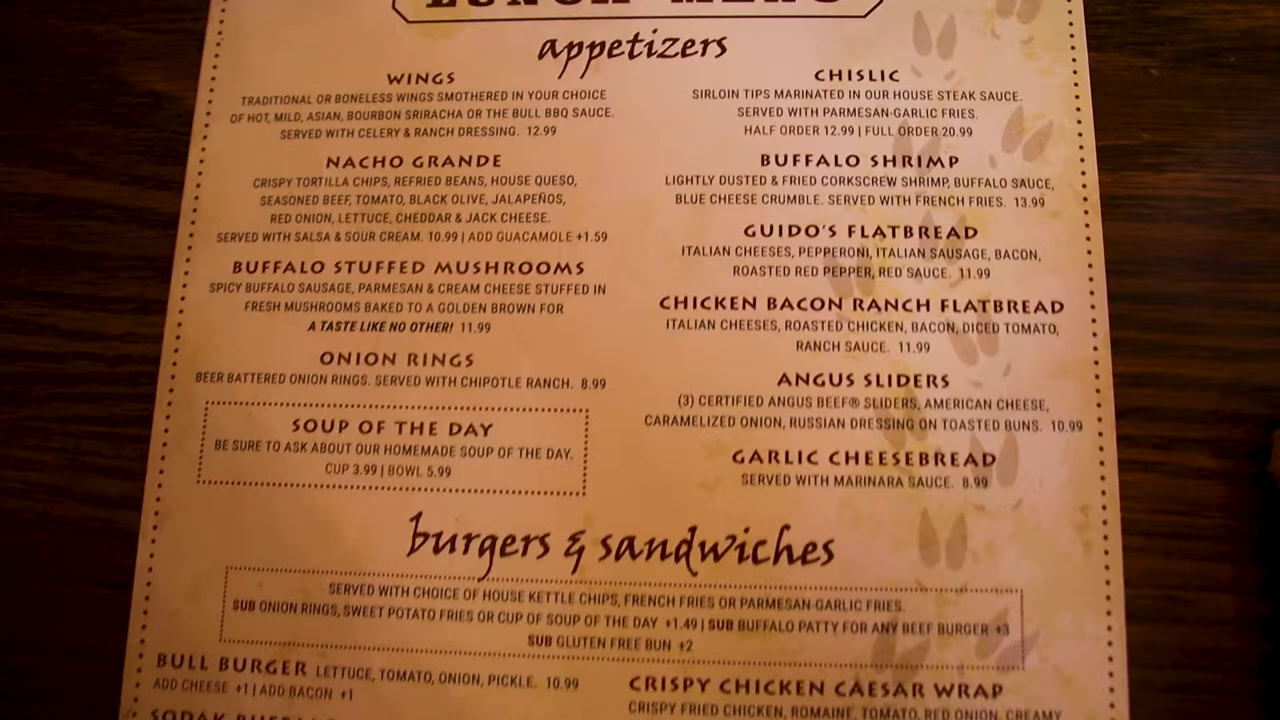 LUNCH MENU
appetizers
WINGS
TRADITIONAL OR BONELESS WINGS SMOTHERED IN YOUR CHOICE
OF HOT, MILD, ASIAN, BOURBON SRIRACHA OR THE BULL BBQ SAUCE.
SERVED WITH CELERY & RANCH DRESSING. 12.99
NACHO GRANDE
CRISPY TORTILLA CHIPS, REFRIED BEANS, HOUSE QUESO,
SEASONED BEEF, TOMATO, BLACK OLIVE, JALAPEÑOS,
RED ONION, LETTUCE, CHEDDAR & JACK CHEESE.
SERVED WITH SALSA & SOUR CREAM. 10.99 | ADD GUACAMOLE +1.59
BUFFALO STUFFED MUSHROOMS
SPICY BUFFALO SAUSAGE, PARMESAN & CREAM CHEESE STUFFED IN
FRESH MUSHROOMS BAKED TO A GOLDEN BROWN FOR
A TASTE LIKE NO OTHER! 11.99
ONION RINGS
BEER BATTERED ONION RINGS. SERVED WITH CHIPOTLE RANCH. 8.99
SOUP OF THE DAY
BE SURE TO ASK ABOUT OUR HOMEMADE SOUP OF THE DAY.
CUP 3.99 | BOWL 5.99
CHISLIC
SIRLOIN TIPS MARINATED IN OUR HOUSE STEAK SAUCE.
SERVED WITH PARMESAN-GARLIC FRIES.
HALF ORDER 12.99 | FULL ORDER 20.99
BUFFALO SHRIMP
LIGHTLY DUSTED & FRIED CORKSCREW SHRIMP, BUFFALO SAUCE,
BLUE CHEESE CRUMBLE. SERVED WITH FRENCH FRIES. 13.99
GUIDO'S FLATBREAD
ITALIAN CHEESES, PEPPERONI, ITALIAN SAUSAGE, BACON,
ROASTED RED PEPPER, RED SAUCE. 11.99
CHICKEN BACON RANCH FLATBREAD
ITALIAN CHEESES, ROASTED CHICKEN, BACON, DICED TOMATO,
RANCH SAUCE. 11.99
ANGUS SLIDERS
(3) CERTIFIED ANGUS BEEF® SLIDERS, AMERICAN CHEESE,
CARAMELIZED ONION, RUSSIAN DRESSING ON TOASTED BUNS. 10.99
GARLIC CHEESEBREAD
SERVED WITH MARINARA SAUCE. 8.99
burgers & sandwiches
SERVED WITH CHOICE OF HOUSE KETTLE CHIPS, FRENCH FRIES OR PARMESAN-GARLIC FRIES.
SUB ONION RINGS, SWEET POTATO FRIES OR CUP OF SOUP OF THE DAY +1.49 | SUB BUFFALO PATTY FOR ANY BEEF BURGER +3
SUB GLUTEN FREE BUN +2
BULL BURGER LETTUCE, TOMATO, ONION, PICKLE. 10.99
ADD CHEESE +1 | ADD BACON +1
CRISPY CHICKEN CAESAR WRAP
CRISPY FRIED CHICKEN, ROMAINE, TOMATO, RED ONION, CREAMY